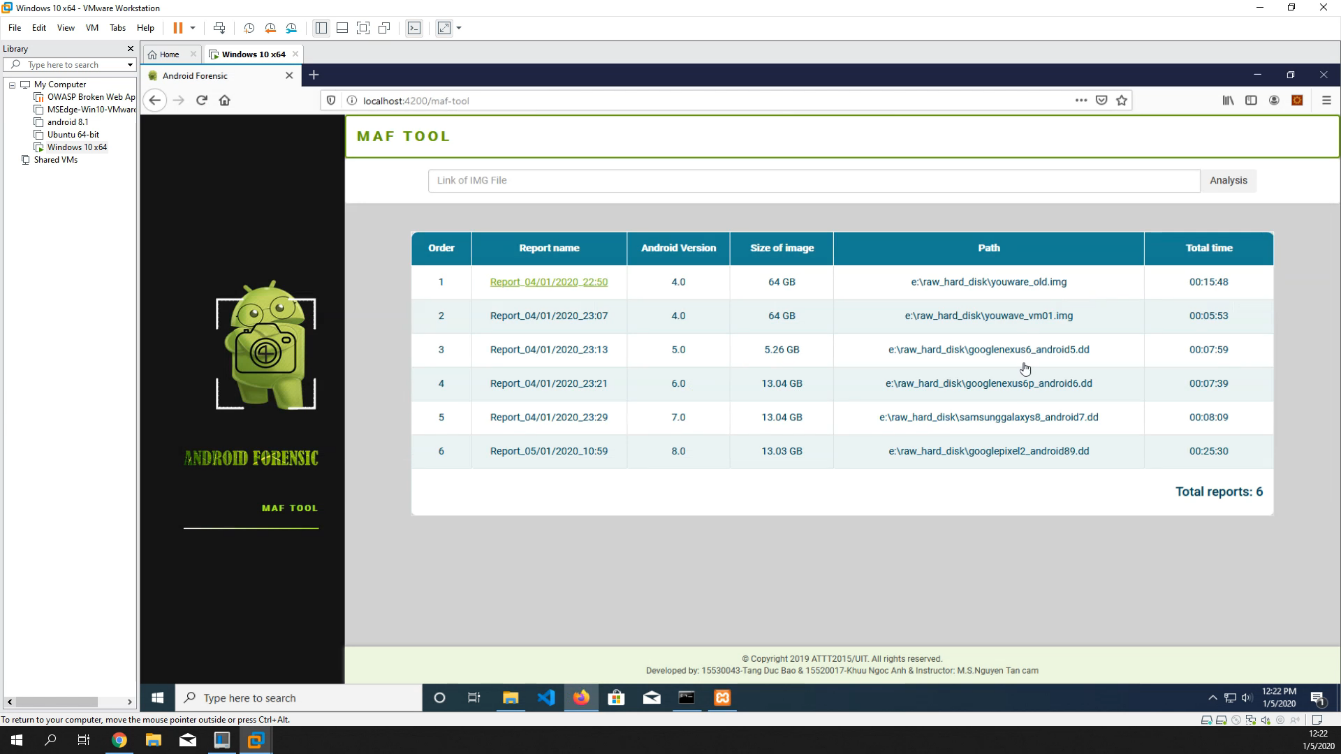 Windows 10 x64 - VMware Workstation
File Edit View VM Tabs Help
Library
Type here to search
My Computer
OWASP Broken Web Ap
MSEdge-Win10-VMware
android 8.1
Ubuntu 64-bit
Windows 10 x64
Shared VMs
Home
Windows 10 x64
Android Forensic
localhost:4200/maf-tool
MAF TOOL
Link of IMG File
Analysis
ANDROID FORENSIC
MAF TOOL
Order Report name Android Version Size of image Path Total time
1 Report_04/01/2020_22:50 4.0 64 GB e:\raw_hard_disk\youware_old.img 00:15:48
2 Report_04/01/2020_23:07 4.0 64 GB e:\raw_hard_disk\youwave_vm01.img 00:05:53
3 Report_04/01/2020_23:13 5.0 5.26 GB e:\raw_hard_disk\googlenexus6_android5.dd 00:07:59
4 Report_04/01/2020_23:21 6.0 13.04 GB e:\raw_hard_disk\googlenexus6p_android6.dd 00:07:39
5 Report_04/01/2020_23:29 7.0 13.04 GB e:\raw_hard_disk\samsunggalaxys8_android7.dd 00:08:09
6 Report_05/01/2020_10:59 8.0 13.03 GB e:\raw_hard_disk\googlepixel2_android89.dd 00:25:30
Total reports: 6
© Copyright 2019 ATTT2015/UIT. All rights reserved.
Developed by: 15530043-Tang Duc Bao & 15520017-Khuu Ngoc Anh & Instructor: M.S.Nguyen Tan cam
Type here to search
12:22 PM
1/5/2020
1
To return to your computer, move the mouse pointer outside or press Ctrl+Alt.
12:22
1/5/2020